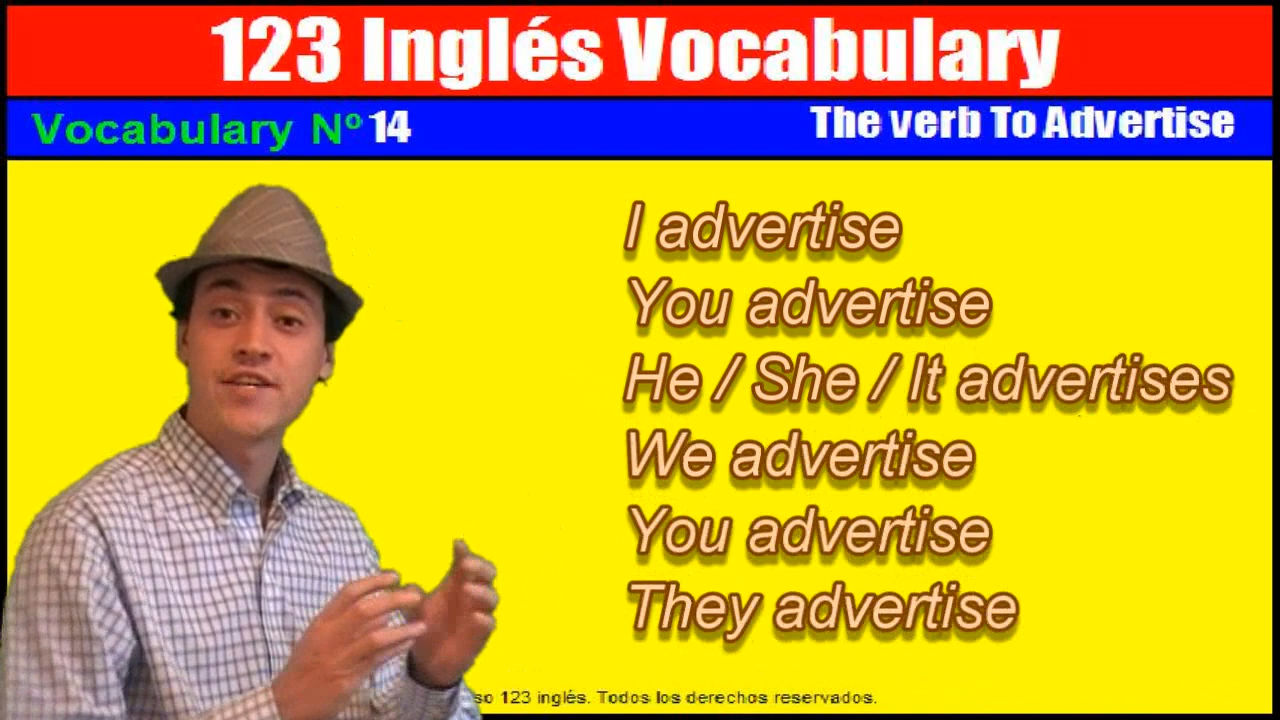 123 Inglés Vocabulary
Vocabulary Nº 14
The verb To Advertise
I advertise
You advertise
He / She / It advertises
We advertise
You advertise
They advertise
123 inglés. Todos los derechos reservados.